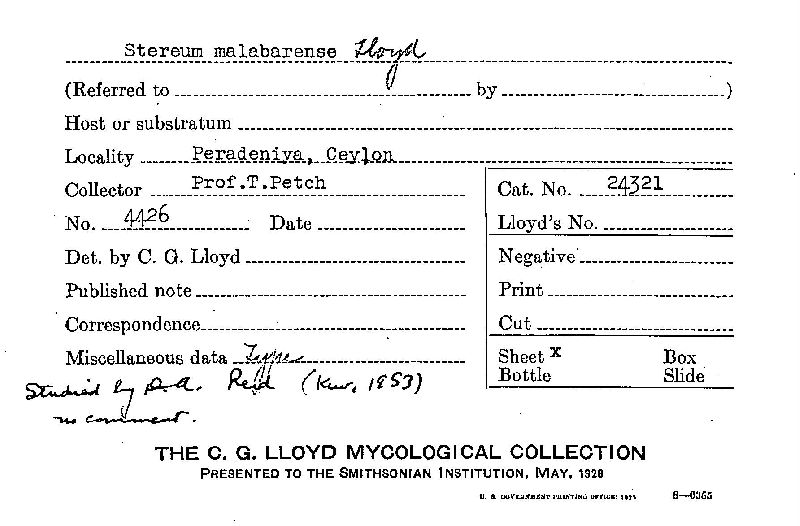 Stereum malabarense Lloyd
(Referred to by )
Host or substratum
Locality Peradeniya, Ceylon
Collector Prof.T.Petch
Cat. No. 24321
No. 4426 Date
Lloyd's No.
Det. by C. G. Lloyd
Negative
Published note
Print
Correspondence
Cut
Miscellaneous data Type
Sheet x Box
Bottle Slide
Studied by D.A. Reid (Kew, 1953)
no comment.
THE C. G. LLOYD MYCOLOGICAL COLLECTION
PRESENTED TO THE SMITHSONIAN INSTITUTION, MAY, 1928
U. S. GOVERNMENT PRINTING OFFICE: